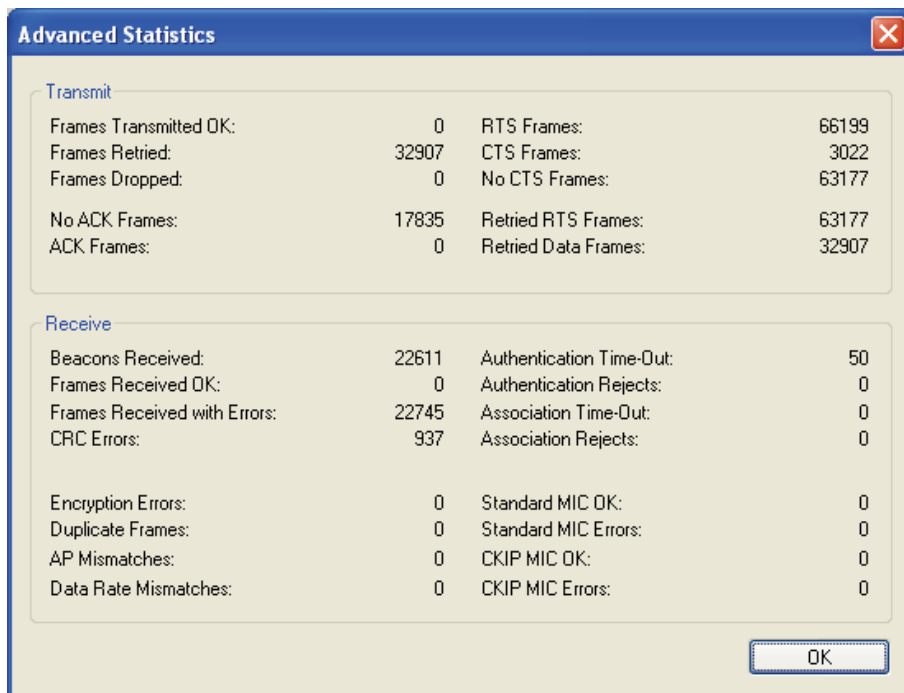 Advanced Statistics
Transmit
Frames Transmitted OK: 0 RTS Frames: 66199
Frames Retried: 32907 CTS Frames: 3022
Frames Dropped: 0 No CTS Frames: 63177
No ACK Frames: 17835 Retried RTS Frames: 63177
ACK Frames: 0 Retried Data Frames: 32907
Receive
Beacons Received: 22611 Authentication Time-Out: 50
Frames Received OK: 0 Authentication Rejects: 0
Frames Received with Errors: 22745 Association Time-Out: 0
CRC Errors: 937 Association Rejects: 0
Encryption Errors: 0 Standard MIC OK: 0
Duplicate Frames: 0 Standard MIC Errors: 0
AP Mismatches: 0 CKIP MIC OK: 0
Data Rate Mismatches: 0 CKIP MIC Errors: 0
OK